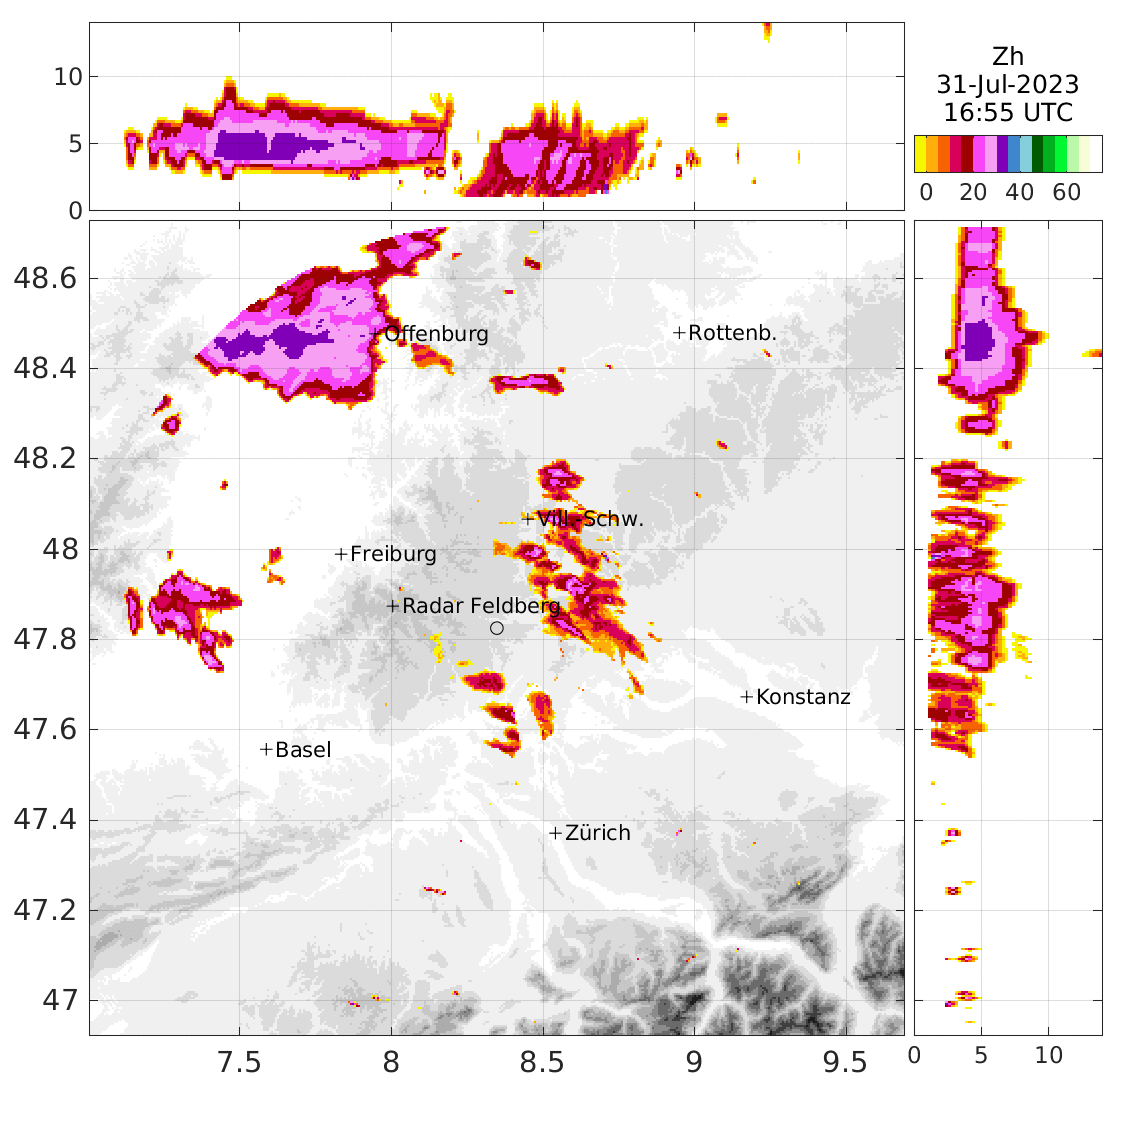 10
5
0
Zh
31-Jul-2023
16:55 UTC
0 20 40 60
48.6
48.4
48.2
48
47.8
47.6
47.4
47.2
47
Offenburg
Rottenb.
Vill.-Schw.
Freiburg
Radar Feldberg
Konstanz
Basel
Zürich
7.5 8 8.5 9 9.5
0 5 10